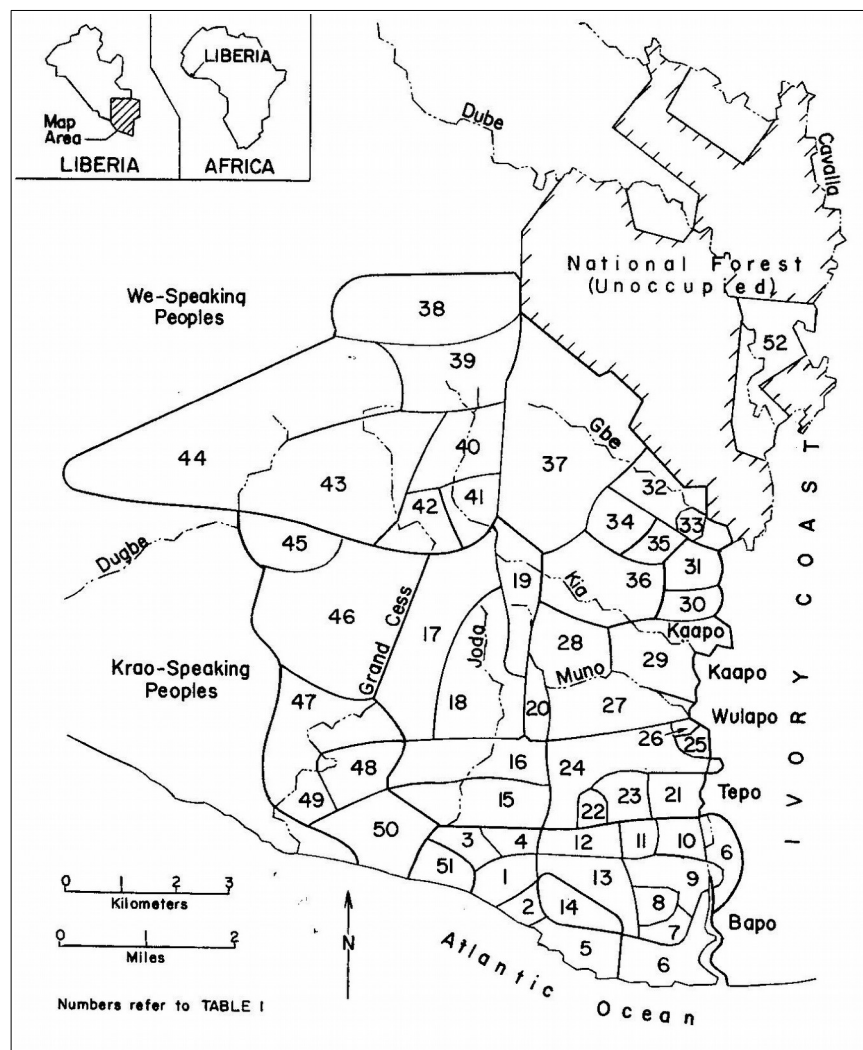 LIBERIA
Map
Area
LIBERIA
AFRICA
Dube
Cavalla
National Forest
(Unoccupied)
We-Speaking
Peoples
38
39
52
44
43
40
41
42
37
Gbe
32
33
34
35
31
Dugbe
45
46
Grand Cess
17
Joda
19
Kia
36
30
Kaapo
28
29
Kaapo
Muno
Krao-Speaking
Peoples
47
18
20
27
Wulapo
26
25
48
16
24
49
15
22
23
21
Tepo
50
3
4
12
11
10
6
51
1
13
9
2
14
8
7
Bapo
5
6
IVORY COAST
Atlantic Ocean
0 1 2 3
Kilometers
0 1 2
Miles
N
Numbers refer to TABLE I